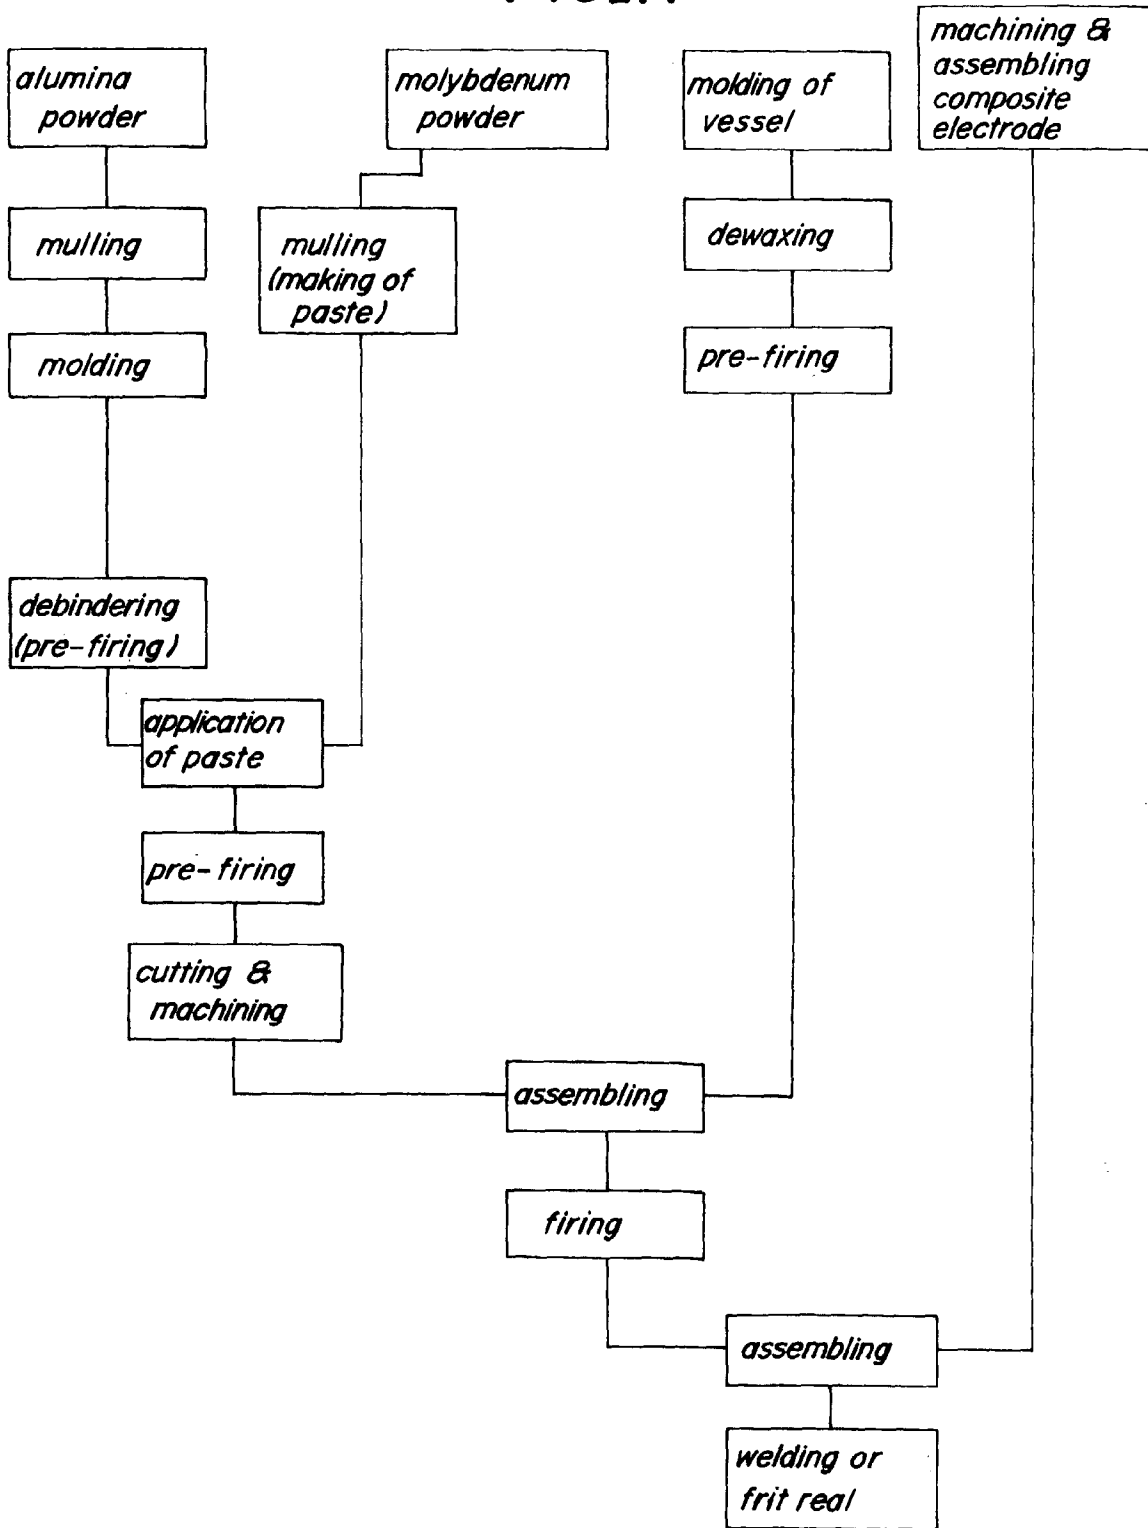 alumina
powder
molybdenum
powder
molding of
vessel
machining &
assembling
composite
electrode
mulling
mulling
(making of
paste)
dewaxing
molding
pre-firing
debindering
(pre-firing)
application
of paste
pre-firing
cutting &
machining
assembling
firing
assembling
welding or
frit real